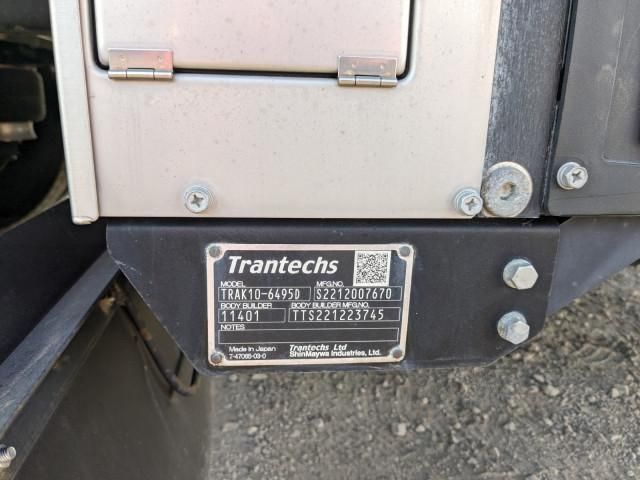 Trantechs
MODEL MFG.NO.
TRAK10-6495D S2212007670
BODY BUILDER BODY BUILDER MFG.NO.
11401 TTS221223745
NOTES
Made in Japan Trantechs Ltd
7-47065-03-0 ShinMaywa Industries, Ltd.